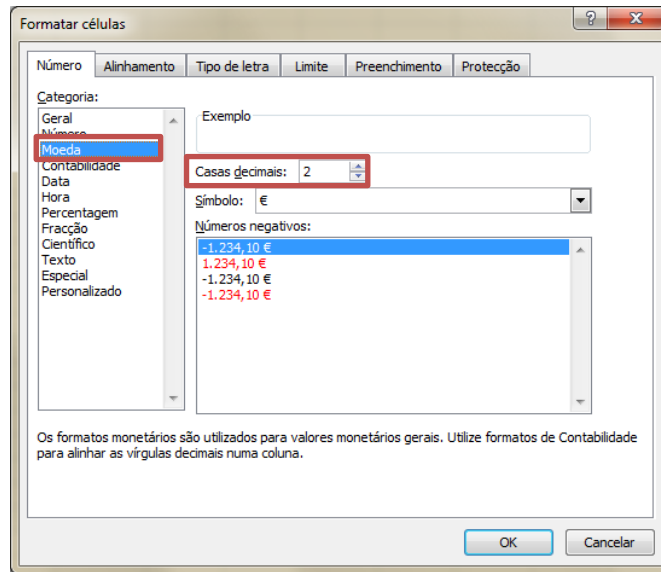 Formatar células
Número
Alinhamento
Tipo de letra
Limite
Preenchimento
Protecção
Categoria:
Geral
Número
Moeda
Contabilidade
Data
Hora
Percentagem
Fracção
Científico
Texto
Especial
Personalizado
Exemplo
Casas decimais: 2
Símbolo: €
Números negativos:
-1.234,10 €
1.234,10 €
-1.234,10 €
-1.234,10 €
Os formatos monetários são utilizados para valores monetários gerais. Utilize formatos de Contabilidade
para alinhar as vírgulas decimais numa coluna.
OK
Cancelar